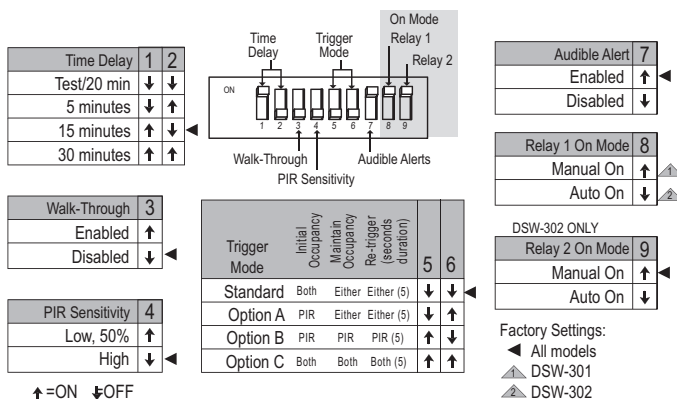 Time Delay 1 2
Test/20 min ↓ ↓
5 minutes ↓ ↑
15 minutes ↑ ↓ ◄
30 minutes ↑ ↑
Walk-Through 3
Enabled ↑
Disabled ↓ ◄
PIR Sensitivity 4
Low, 50% ↑
High ↓ ◄
↑=ON ↓OFF
Time Delay
Trigger Mode
On Mode
Relay 1
Relay 2
ON
1 2 3 4 5 6 7 8 9
Walk-Through
PIR Sensitivity
Audible Alerts
Trigger Mode Initial Occupancy Maintain Occupancy Re-trigger (seconds duration) 5 6
Standard Both Either Either (5) ↓ ↓ ◄
Option A PIR Either Either (5) ↓ ↑
Option B PIR PIR PIR (5) ↑ ↓
Option C Both Both Both (5) ↑ ↑
Audible Alert 7
Enabled ↑ ◄
Disabled ↓
Relay 1 On Mode 8
Manual On ↑ 1
Auto On ↓ 2
DSW-302 ONLY
Relay 2 On Mode 9
Manual On ↑ ◄
Auto On ↓
Factory Settings:
◄ All models
1 DSW-301
2 DSW-302